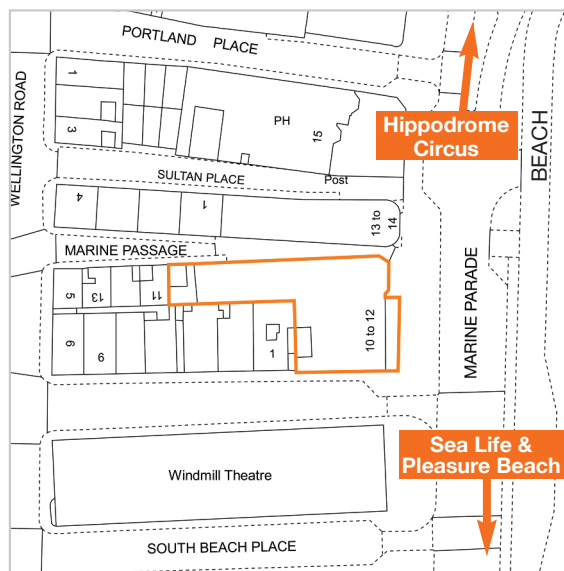 PORTLAND PLACE
WELLINGTON ROAD
1
3
PH
15
Hippodrome
Circus
BEACH
SULTAN PLACE
Post
4
1
13 to
14
MARINE PASSAGE
MARINE PARADE
5
13
11
6
9
1
10 to 12
Sea Life &
Pleasure Beach
Windmill Theatre
SOUTH BEACH PLACE